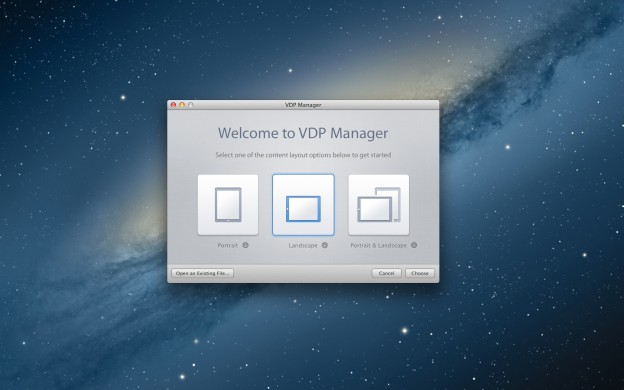 VDP Manager
Welcome to VDP Manager
Select one of the content layout options below to get started
Portrait
Landscape
Portrait & Landscape
Open an Existing File...
Cancel
Choose